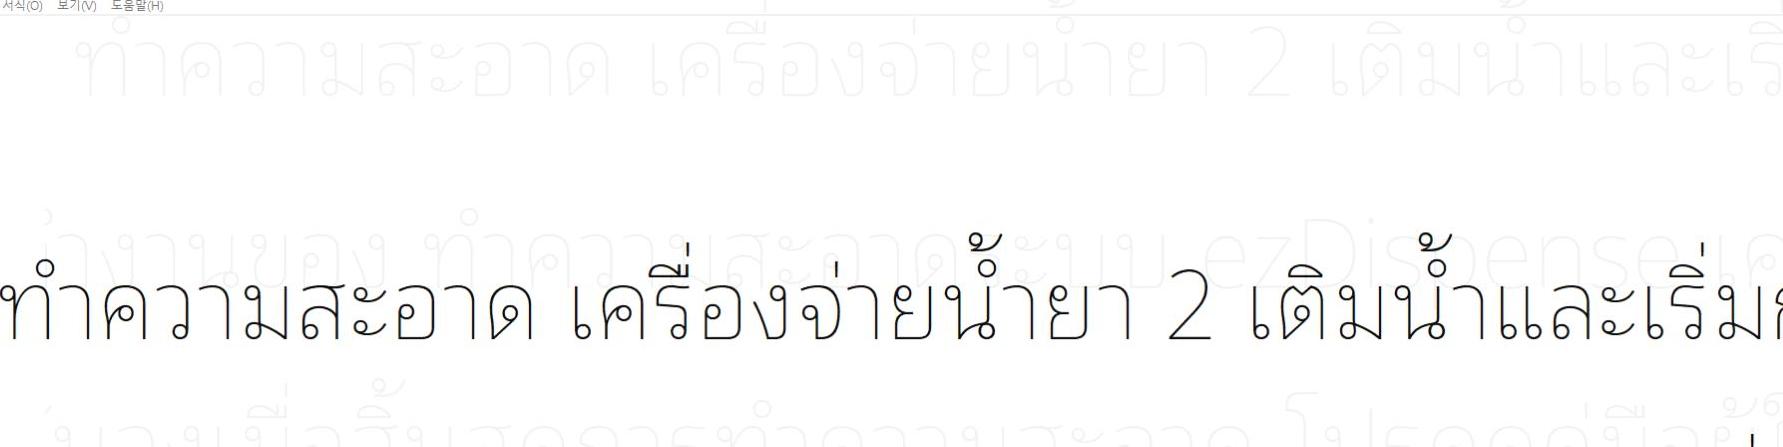 서식(O) 보기(V) 도움말(H)
ทำความสะอาด เครื่องจ่ายน้ำยา 2 เติมน้ำและเริ่
งานของ ทำความสะอาดระบบ ezDispense เค
ทำความสะอาด เครื่องจ่ายน้ำยา 2 เติมน้ำและเริ่ม